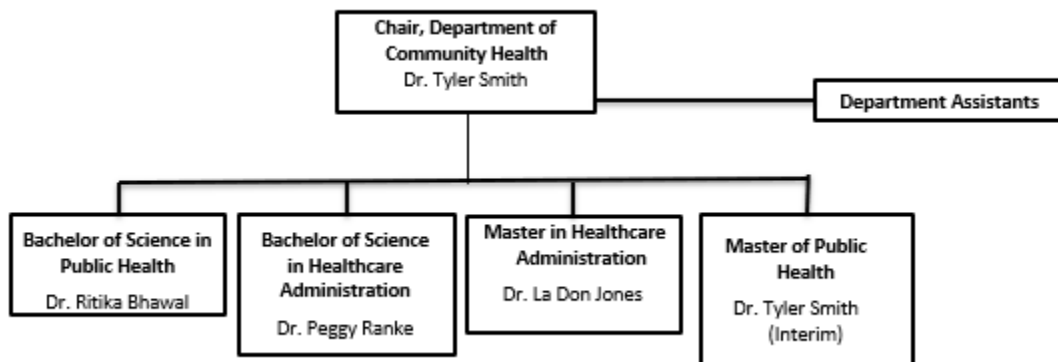 Chair, Department of
Community Health
Dr. Tyler Smith
Department Assistants
Bachelor of Science in
Public Health
Dr. Ritika Bhawal
Bachelor of Science
in Healthcare
Administration
Dr. Peggy Ranke
Master in Healthcare
Administration
Dr. La Don Jones
Master of Public
Health
Dr. Tyler Smith
(Interim)